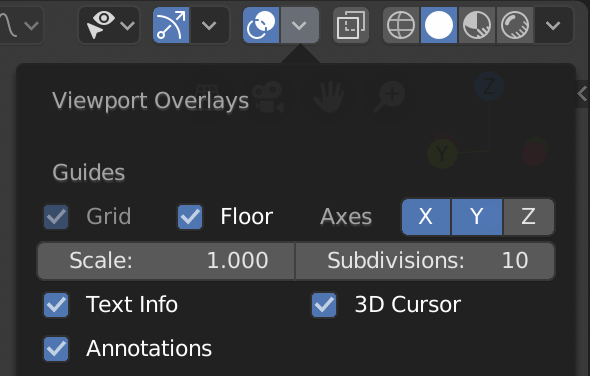 Viewport Overlays
Z
Y
Guides
Grid Floor Axes X Y Z
Scale: 1.000 Subdivisions: 10
Text Info 3D Cursor
Annotations